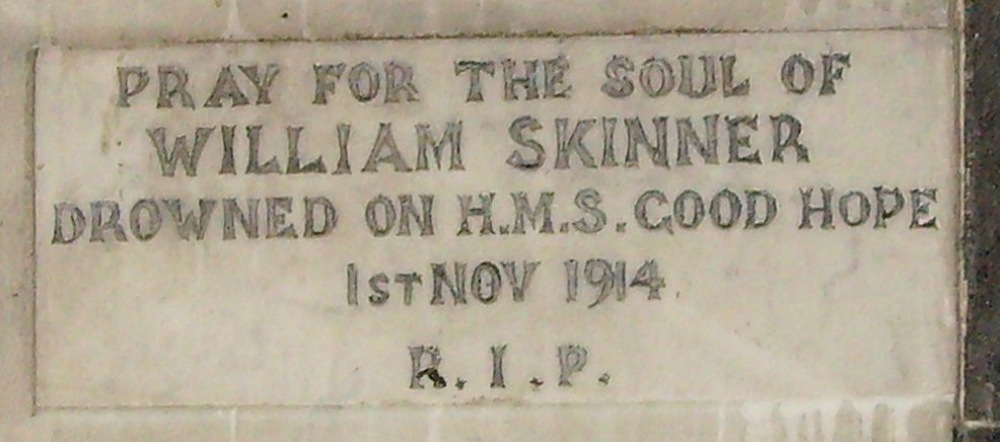 PRAY FOR THE SOUL OF
WILLIAM SKINNER
DROWNED ON H.M.S. GOOD HOPE
1ST NOV 1914
R.I.P.